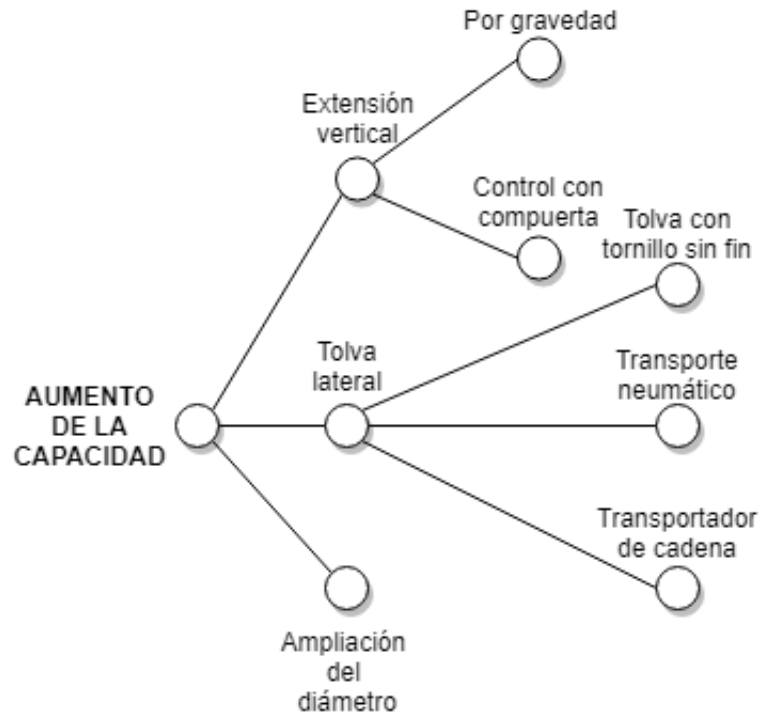 Por gravedad
Extensión
vertical
Control con
compuerta
Tolva con
tornillo sin fin
Tolva
lateral
Transporte
neumático
AUMENTO
DE LA
CAPACIDAD
Transportador
de cadena
Ampliación
del
diámetro